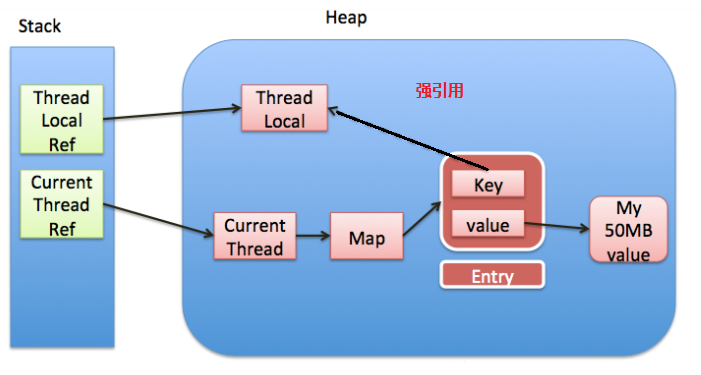 Stack
Heap
Thread
Local
Ref
Thread
Local
强引用
Current
Thread
Ref
Key
value
Current
Thread
Map
My
50MB
value
Entry